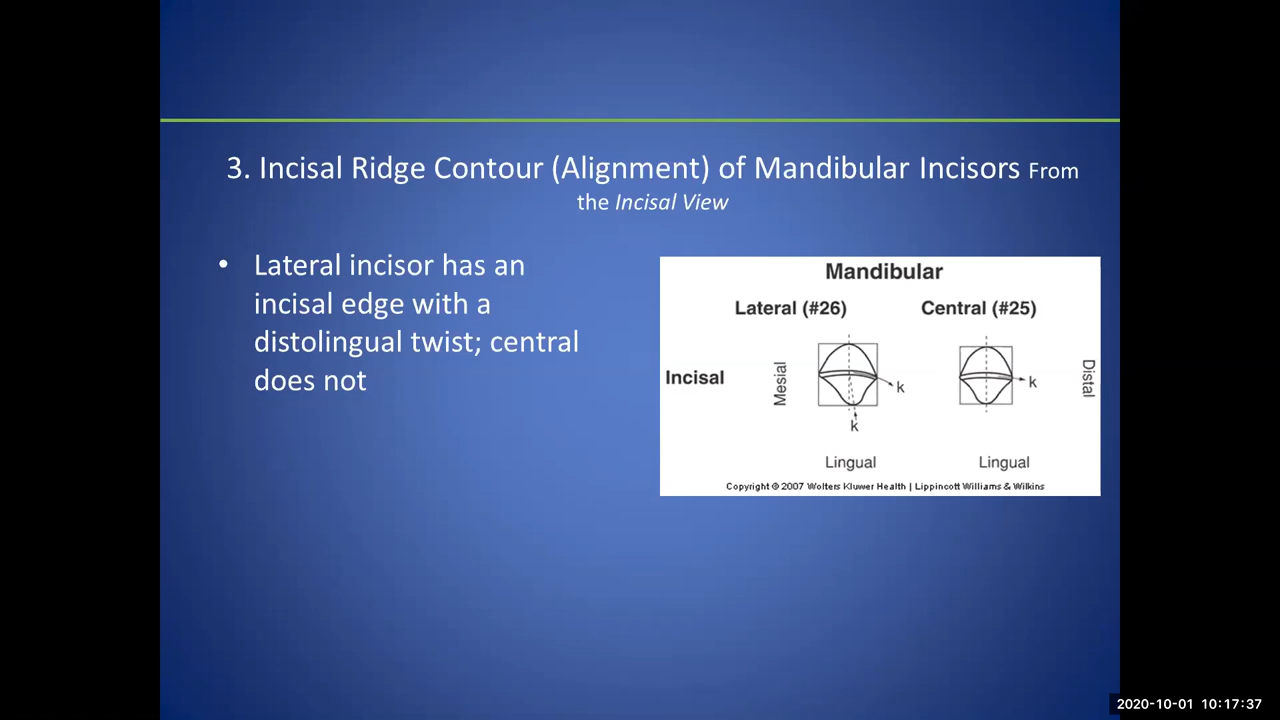 3. Incisal Ridge Contour (Alignment) of Mandibular Incisors From
the Incisal View
• Lateral incisor has an
incisal edge with a
distolingual twist; central
does not
Mandibular
Lateral (#26)
Central (#25)
Incisal
Mesial
k
k
k
Distal
Lingual
Lingual
Copyright © 2007 Wolters Kluwer Health | Lippincott Williams & Wilkins
2020-10-01 10:17:37